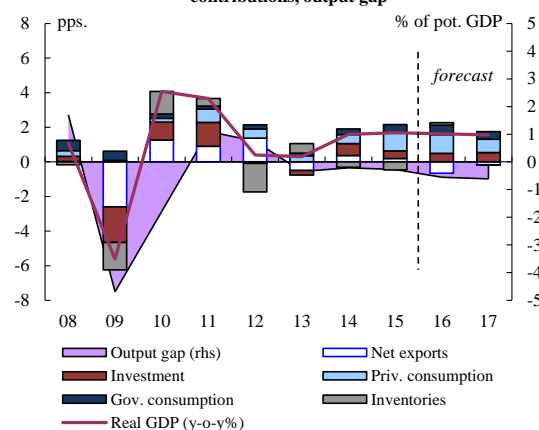 contributions, output gap
pps. % of pot. GDP
8 5
6 4
4 3
2 2
0 1
-2 0
-4 -1
-6 -2
-8 -3
-4
-5
forecast
08 09 10 11 12 13 14 15 16 17
Output gap (rhs) Net exports
Investment Priv. consumption
Gov. consumption Inventories
Real GDP (y-o-y%)